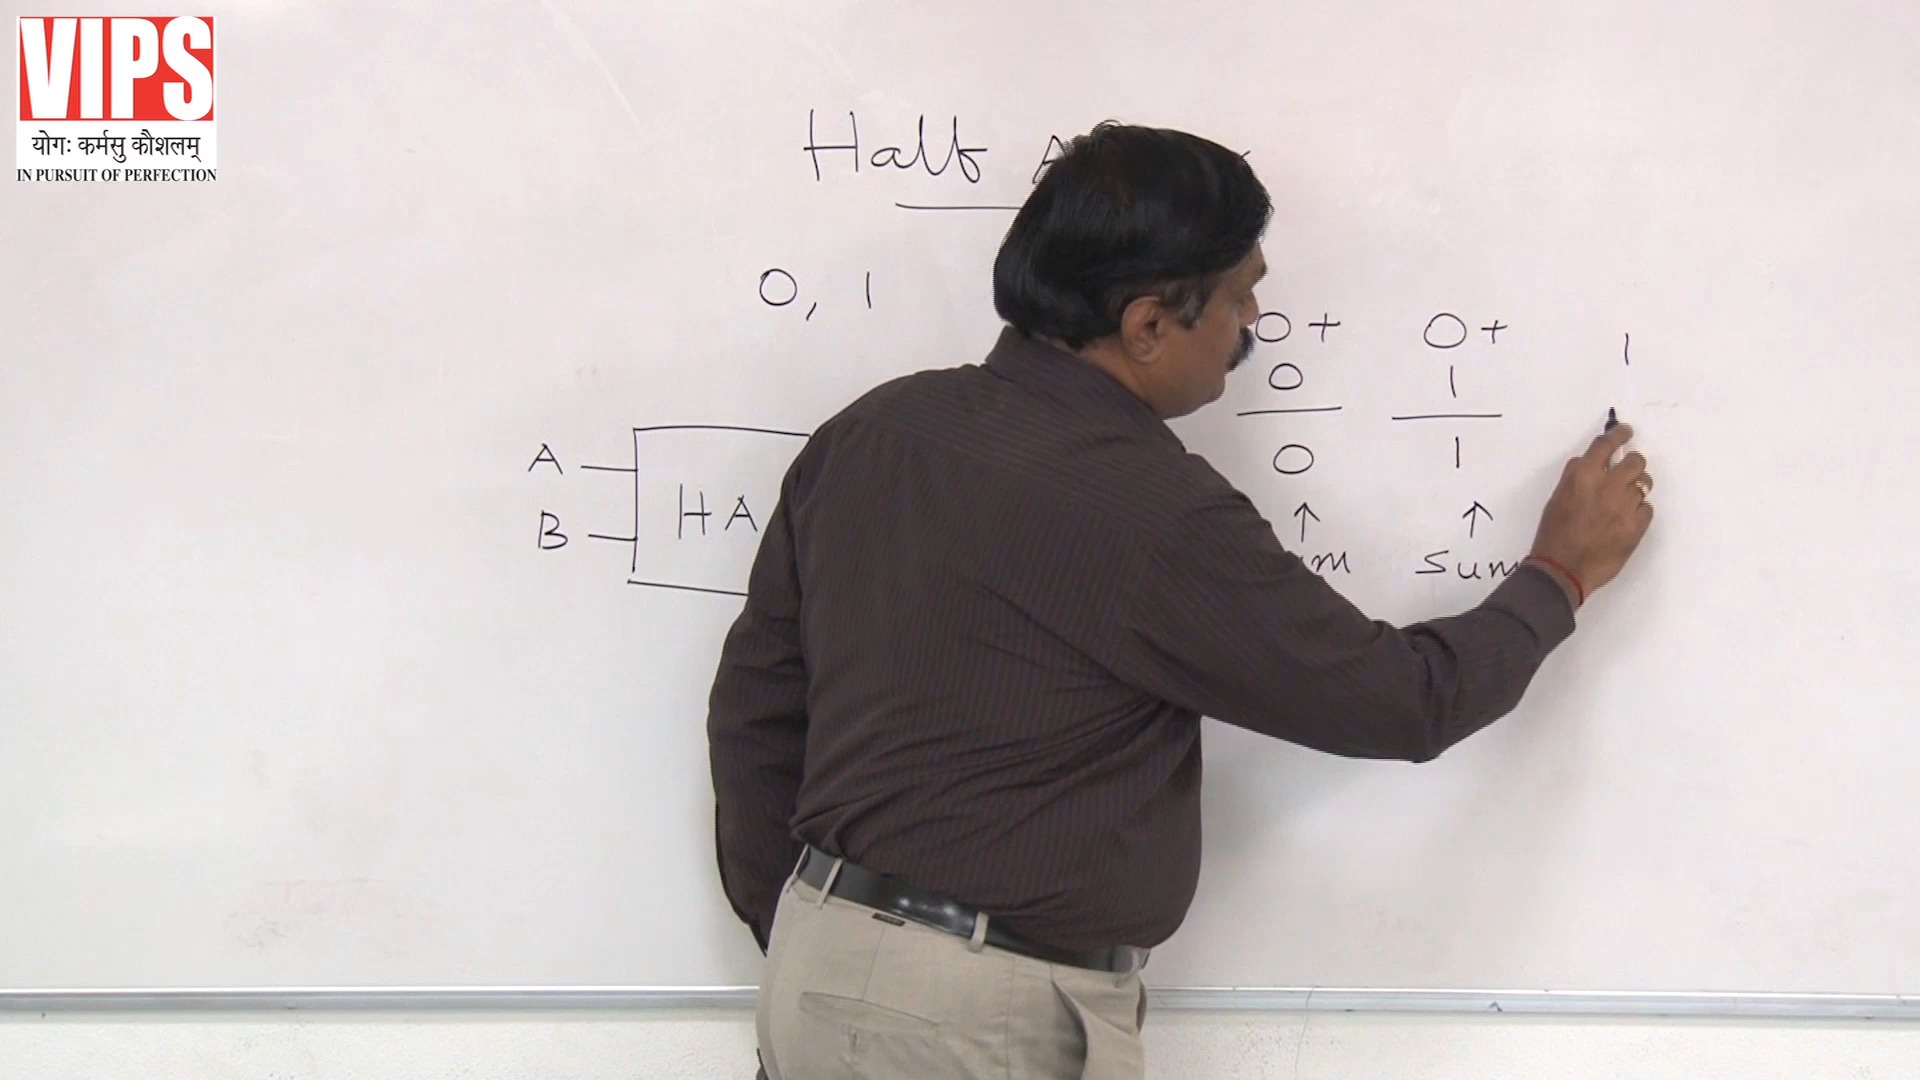 VIPS
योगः कर्मसु कौशलम्
IN PURSUIT OF PERFECTION
Half
0, 1
0 +
0
0
↑
0 +
1
1
↑
Sum
1
A
B
HA